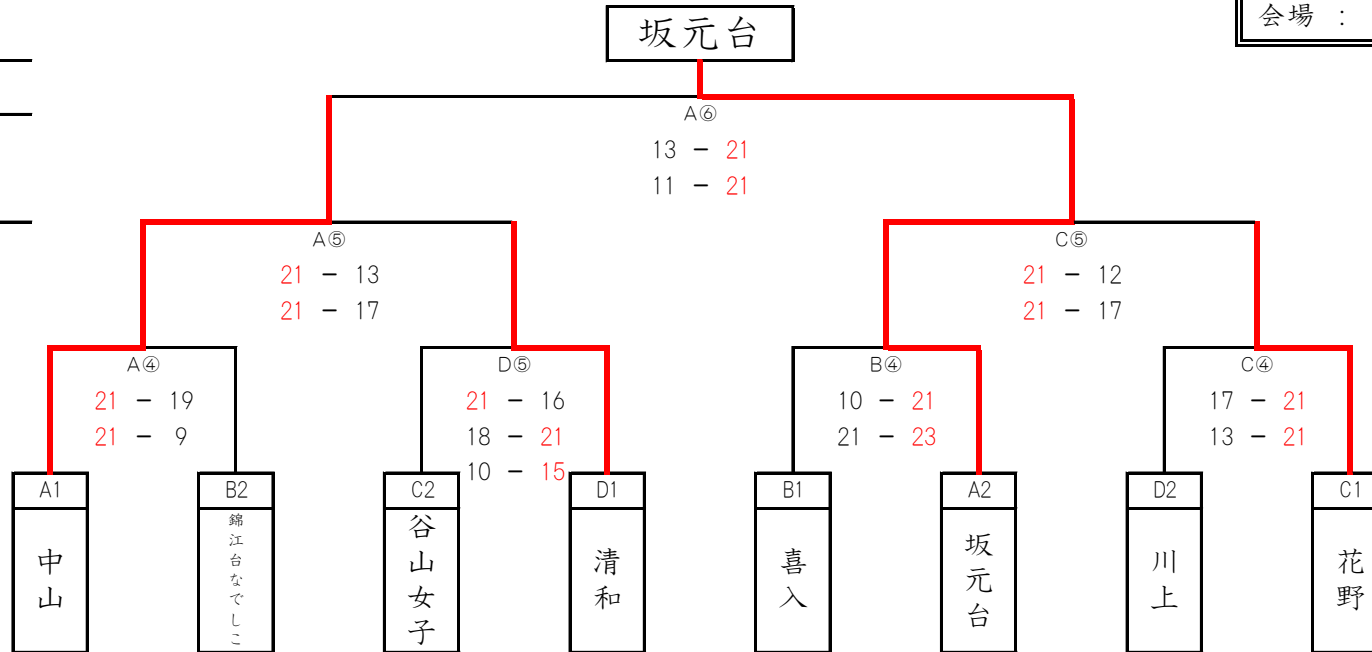 会場 :
坂元台
A⑥
13 - 21
11 - 21
A⑤
21 - 13
21 - 17
C⑤
21 - 12
21 - 17
A④
21 - 19
21 - 9
D⑤
21 - 16
18 - 21
10 - 15
B④
10 - 21
21 - 23
C④
17 - 21
13 - 21
A1
B2
C2
D1
B1
A2
D2
C1
中山
錦江台なでしこ
谷山女子
清和
喜入
坂元台
川上
花野